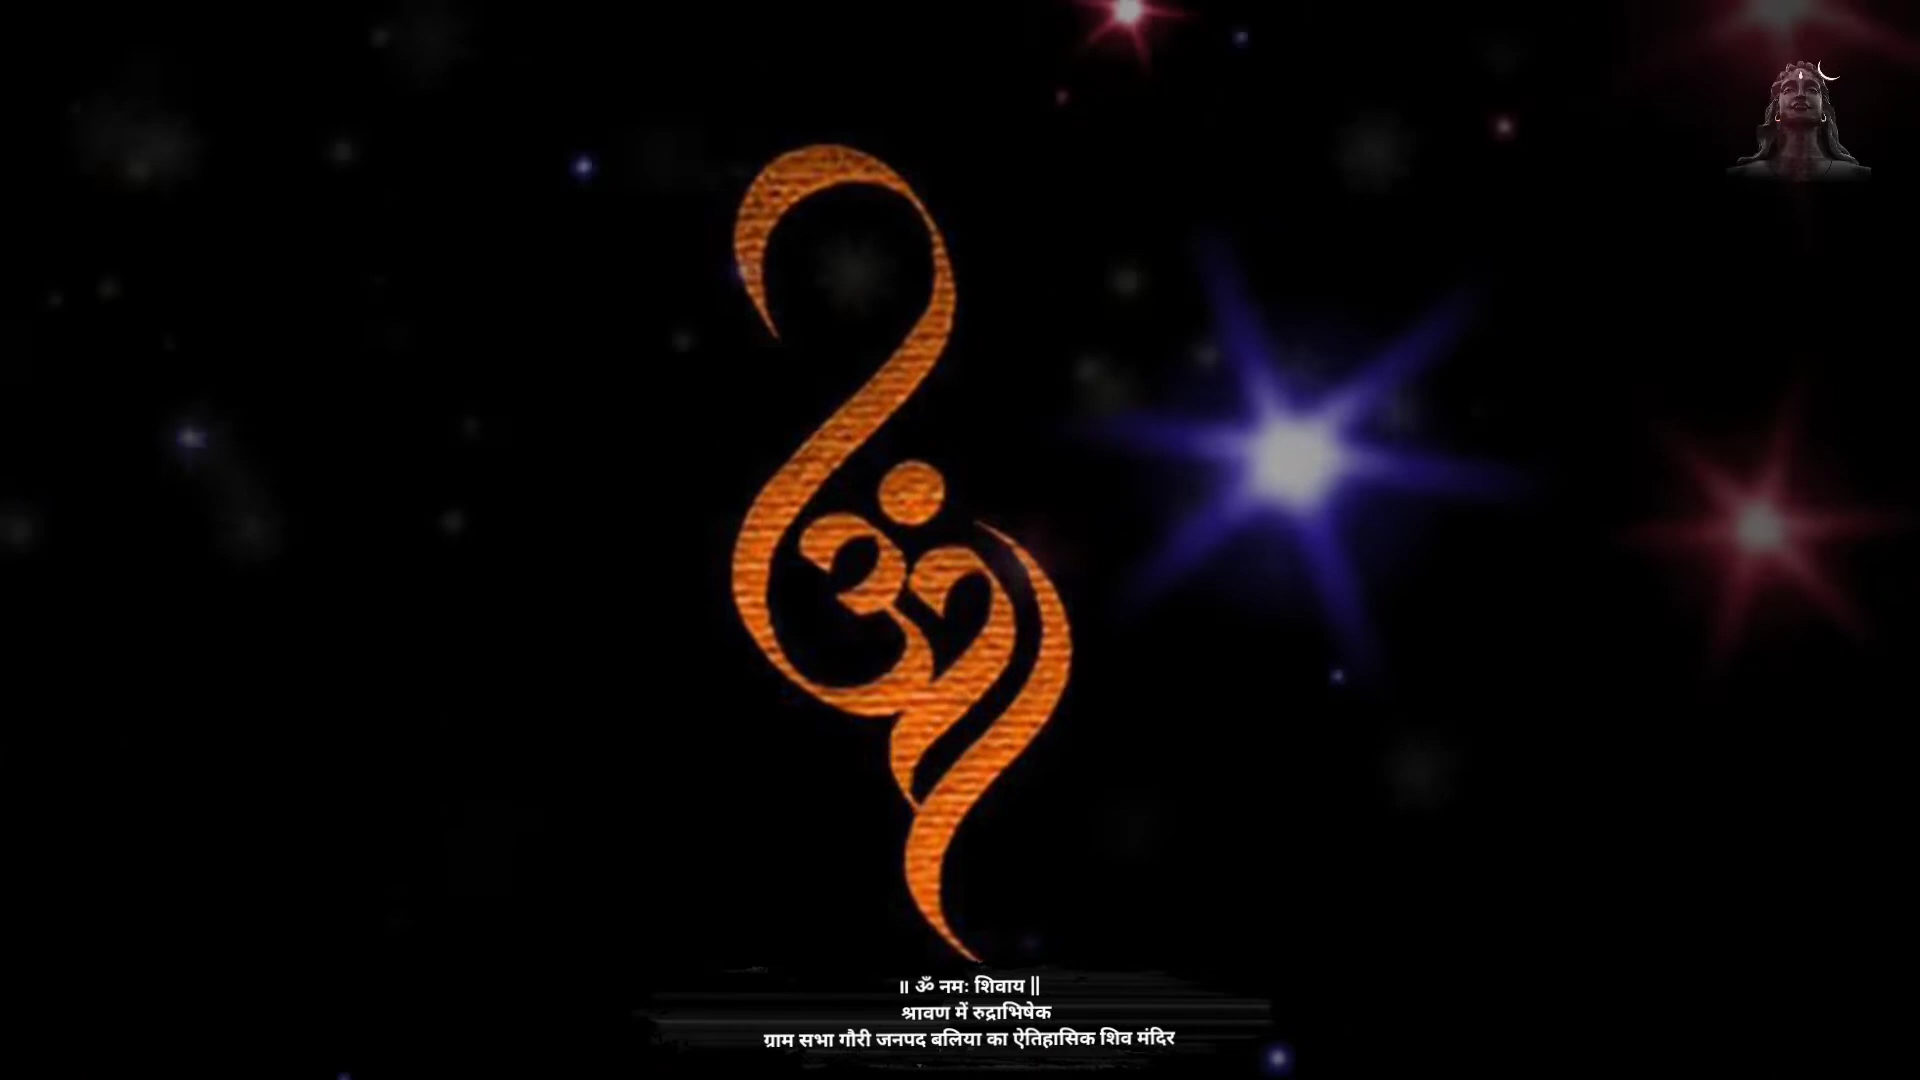 ॐ
॥ ॐ नमः शिवाय ||
श्रावण में रुद्राभिषेक
ग्राम सभा गौरी जनपद बलिया का ऐतिहासिक शिव मंदिर